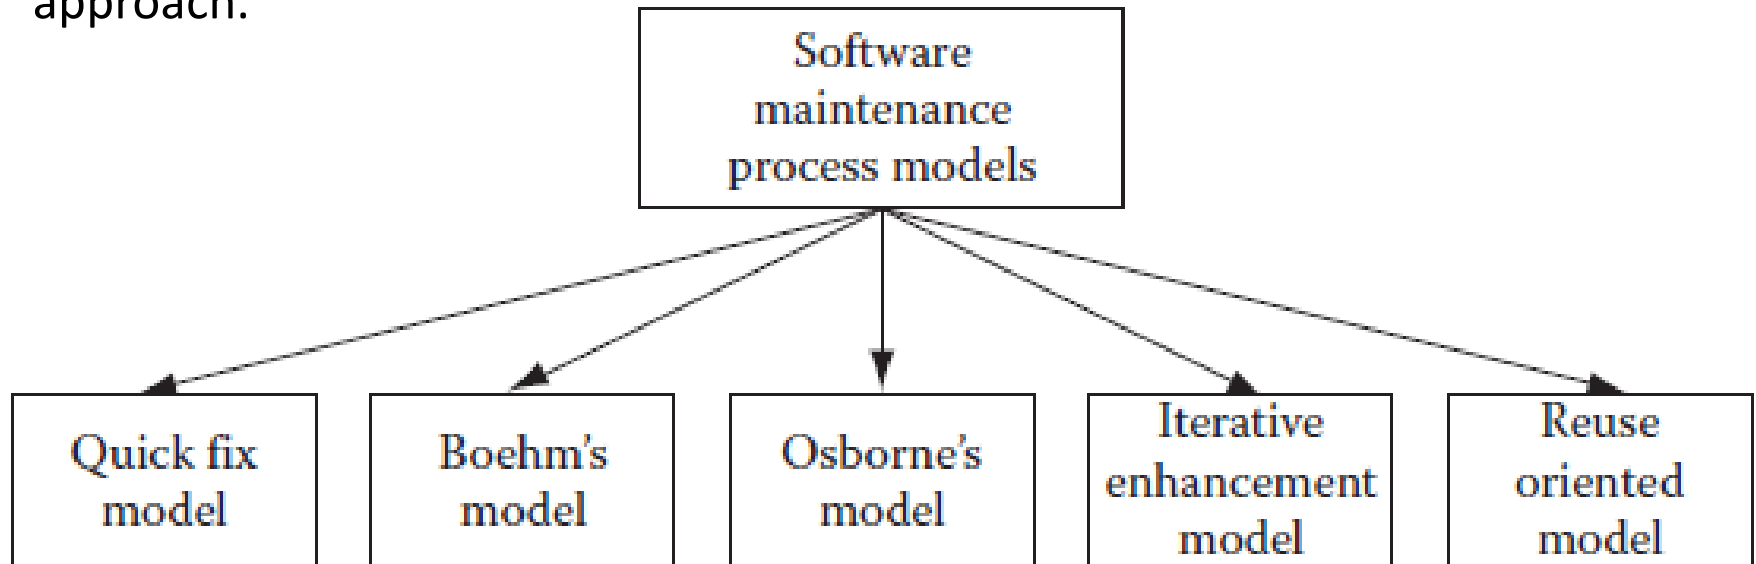 approach.
Software
maintenance
process models
Quick fix
model
Boehm’s
model
Osborne’s
model
Iterative
enhancement
model
Reuse
oriented
model